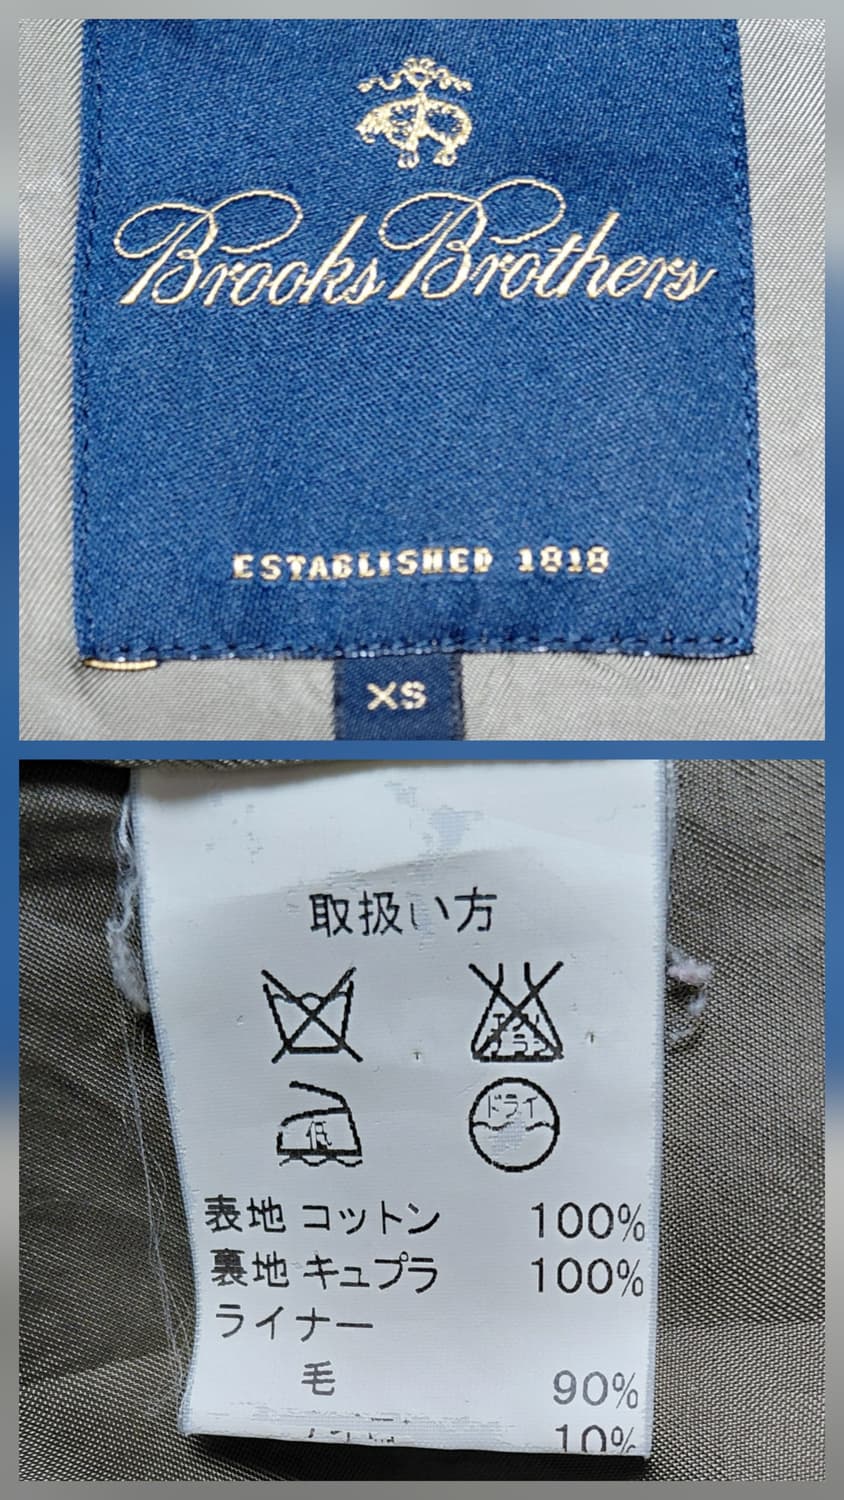 Brooks Brothers
ESTABLISHED 1818
XS
取扱い方
ドライ
低
表地 コットン 100%
裏地 キュプラ 100%
ライナー
毛 90%
10%